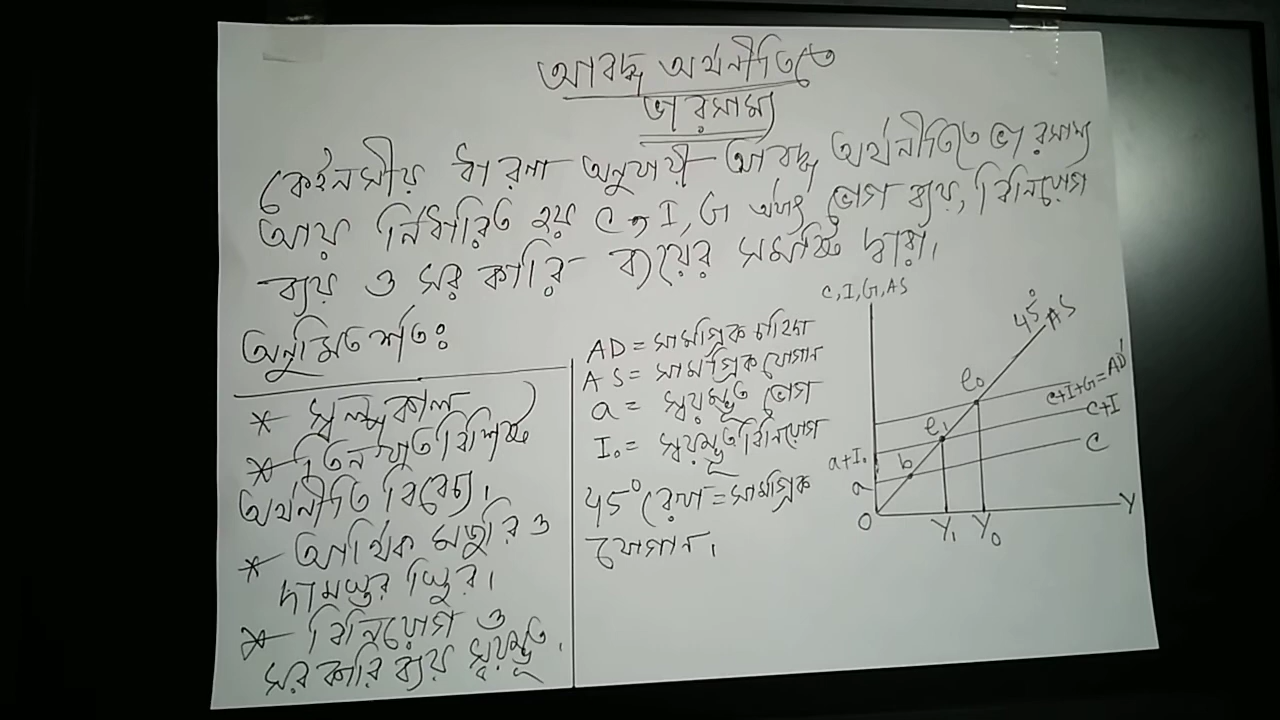 আবদ্ধ অর্থনীতিতে
ভারসাম্য
কেইনসীয় ধারণা অনুযায়ী আবদ্ধ অর্থনীতিতে ভারসাম্য
আয় নির্ধারিত হয় C, I, G অর্থাৎ ভোগ ব্যয়, বিনিয়োগ
ব্যয় ও সরকারি ব্যয়ের সমষ্টি দ্বারা।
অনুমিত শর্ত:
* স্বল্পকাল
* তিনখাত বিশিষ্ট
অর্থনীতি বিবেচ্য।
* আর্থিক মজুরি ও
দামস্তর স্থির।
* বিনিয়োগ ও
সরকারি ব্যয় স্বয়ম্ভূত।
AD = সামগ্রিক চাহিদা
AS = সামগ্রিক যোগান
a = স্বয়ম্ভূত ভোগ
I₀ = স্বয়ম্ভূত বিনিয়োগ
45° রেখা = সামগ্রিক
যোগান।
C, I, G, AS
45° AS
C+I+G = AD
C+I
C
e₀
e₁
b
a+I₀
a
O
Y₁ Y₀
Y